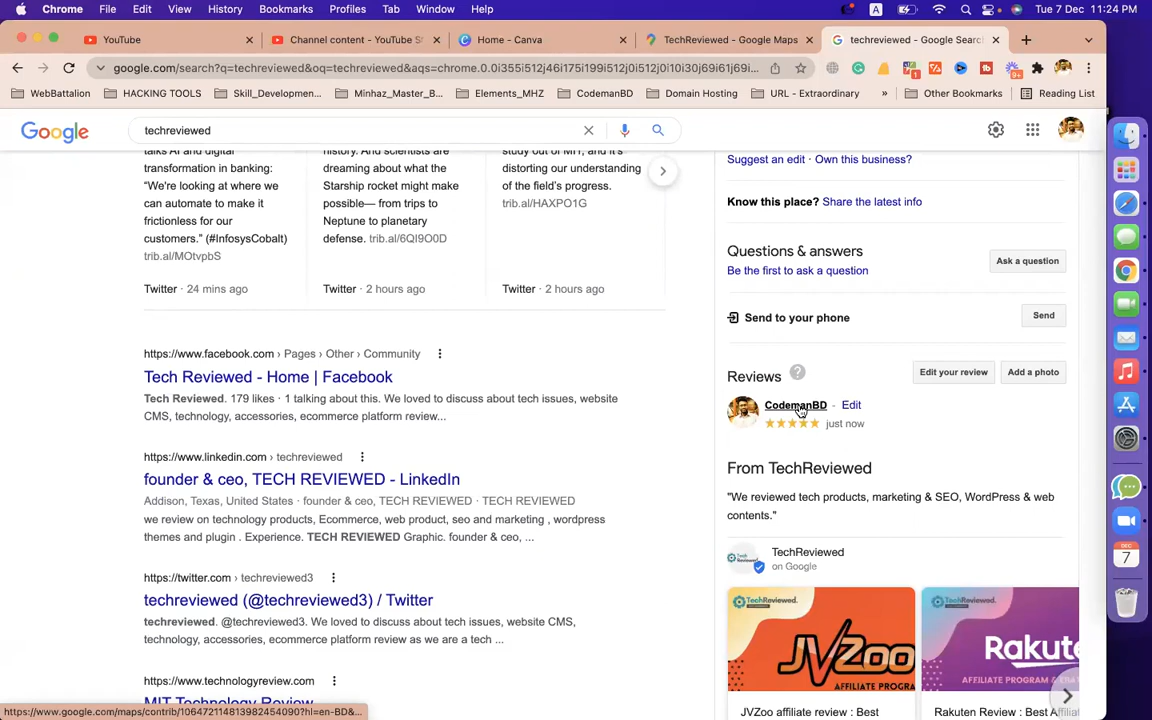 Chrome File Edit View History Bookmarks Profiles Tab Window Help
A
Tue 7 Dec 11:24 PM
YouTube
Channel content - YouTube S
Home - Canva
TechReviewed - Google Maps
techreviewed - Google Searc
google.com/search?q=techreviewed&oq=techreviewed&aqs=chrome.0.0i355i512j46i175i199i512j0i512j0i10i30j69i61j69i...
WebBattalion
HACKING TOOLS
Skill_Developmen...
Minhaz_Master_B...
Elements_MHZ
CodemanBD
Domain Hosting
URL - Extraordinary
»
Other Bookmarks
Reading List
Google
techreviewed
talks AI and digital
transformation in banking:
“We're looking at where we
can automate to make it
frictionless for our
customers.” (#InfosysCobalt)
trib.al/MOtvpbS
Twitter · 24 mins ago
history. And scientists are
dreaming about what the
Starship rocket might make
possible— from trips to
Neptune to planetary
defense. trib.al/6QI9O0D
Twitter · 2 hours ago
study out of MIT, and it's
distorting our understanding
of the field's progress.
trib.al/HAXPO1G
Twitter · 2 hours ago
https://www.facebook.com › Pages › Other › Community
Tech Reviewed - Home | Facebook
Tech Reviewed. 179 likes · 1 talking about this. We loved to discuss about tech issues, website
CMS, technology, accessories, ecommerce platform review...
https://www.linkedin.com › techreviewed
founder & ceo, TECH REVIEWED - LinkedIn
Addison, Texas, United States · founder & ceo, TECH REVIEWED · TECH REVIEWED
we review on technology products, Ecommerce, web product, seo and marketing , wordpress
themes and plugin . Experience. TECH REVIEWED Graphic. founder & ceo, ...
https://twitter.com › techreviewed3
techreviewed (@techreviewed3) / Twitter
techreviewed. @techreviewed3. We loved to discuss about tech issues, website CMS,
technology, accessories, ecommerce platform review as we are a tech ...
https://www.technologyreview.com
MIT Technology Review
https://www.google.com/maps/contrib/106472114813982454090?hl=en-BD&...
Suggest an edit · Own this business?
Know this place? Share the latest info
Questions & answers
Be the first to ask a question
Ask a question
Send to your phone
Send
Reviews
?
Edit your review
Add a photo
CodemanBD - Edit
just now
From TechReviewed
"We reviewed tech products, marketing & SEO, WordPress & web
contents."
TechReviewed
on Google
TechReviewed.
JVZoo
AFFILIATE PROGRAM
TechReviewed.
Rakute
AFFILIATE PROGRAM
JVZoo affiliate review : Best
Rakuten Review : Best Affilia
DEC
7